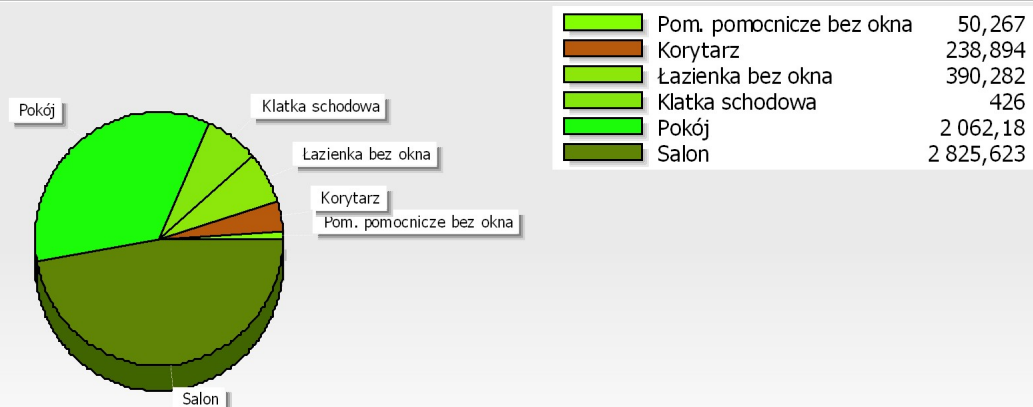 Pom. pomocnicze bez okna 50,267
Korytarz 238,894
Łazienka bez okna 390,282
Klatka schodowa 426
Pokój 2 062,18
Salon 2 825,623
Pokój
Klatka schodowa
Łazienka bez okna
Korytarz
Pom. pomocnicze bez okna
Salon